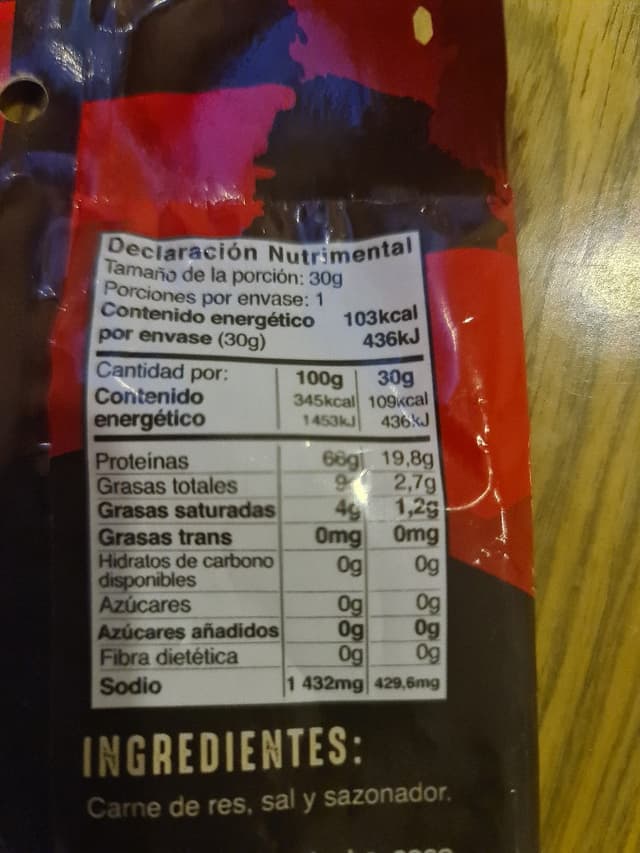 Declaración Nutrimental
Tamaño de la porción: 30g
Porciones por envase: 1
Contenido energético 103kcal
por envase (30g) 436kJ
Cantidad por: 100g 30g
Contenido 345kcal 109kcal
energético 1453kJ 436kJ
Proteínas 66g 19,8g
Grasas totales 9 2,7g
Grasas saturadas 4g 1,2g
Grasas trans 0mg 0mg
Hidratos de carbono 0g 0g
disponibles
Azúcares 0g 0g
Azúcares añadidos 0g 0g
Fibra dietética 0g 0g
Sodio 1 432mg 429,6mg
INGREDIENTES:
Carne de res, sal y sazonador.